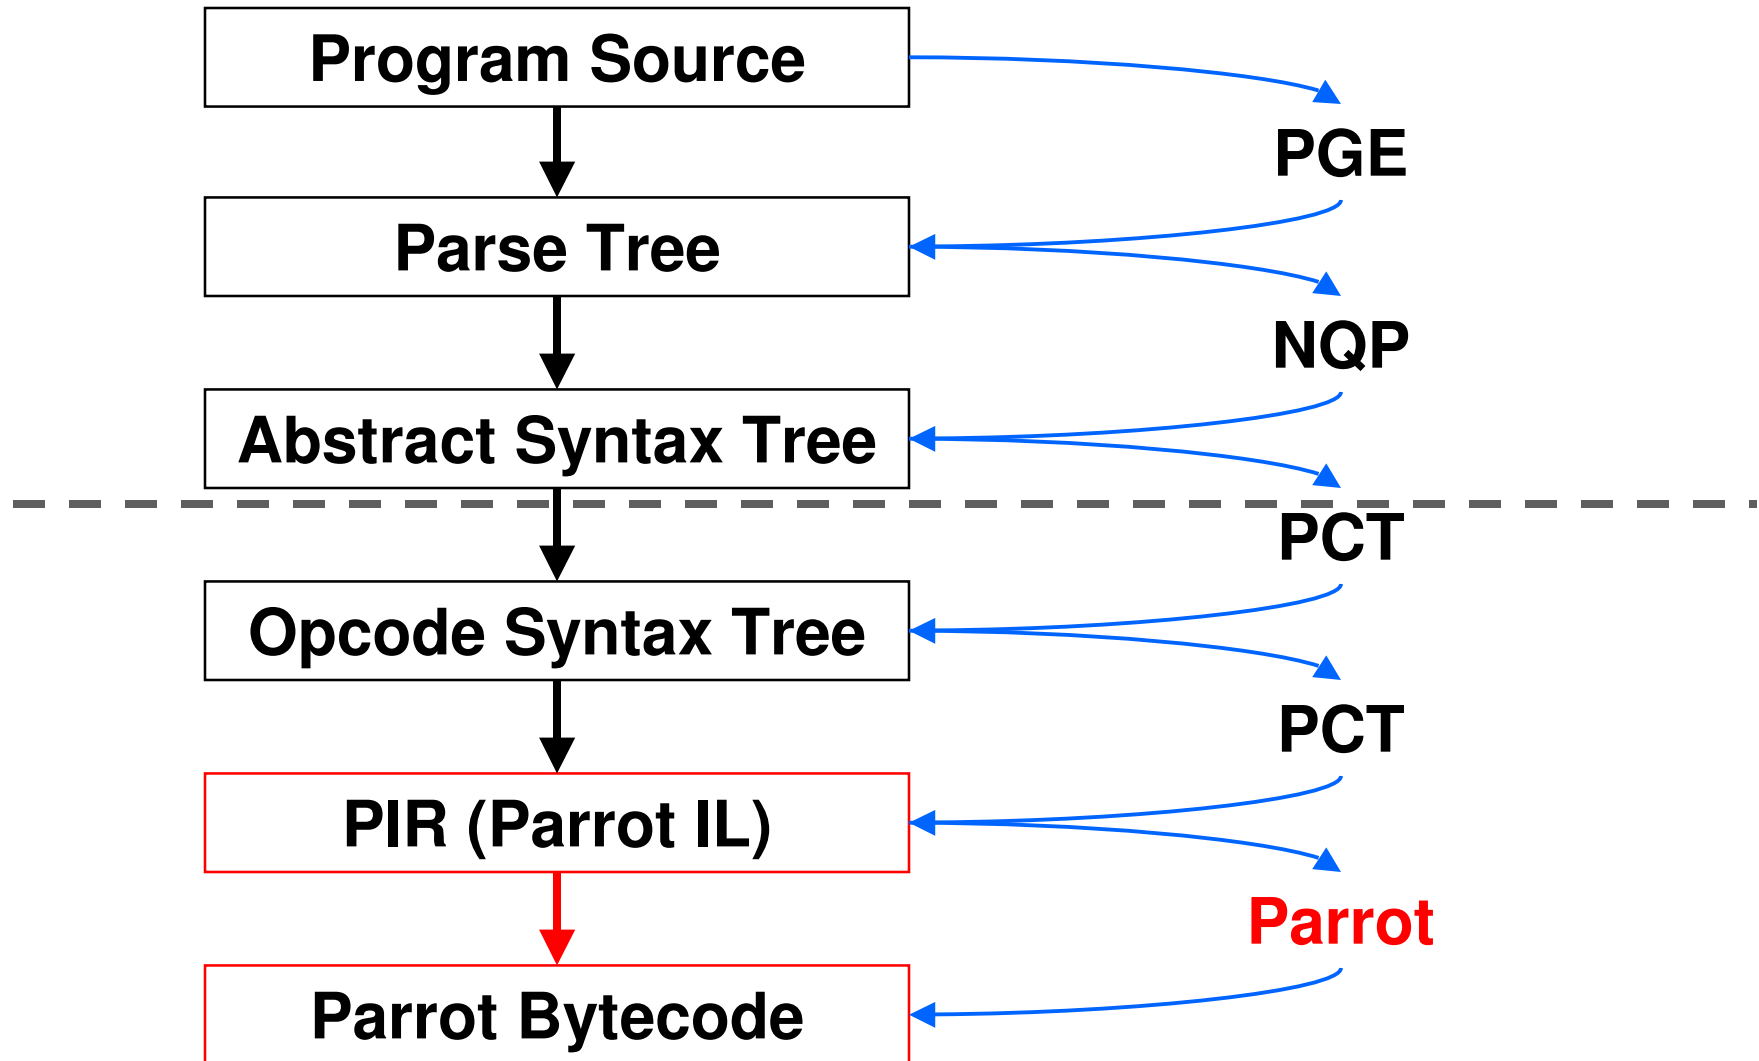 Program Source
PGE
Parse Tree
NQP
Abstract Syntax Tree
PCT
Opcode Syntax Tree
PCT
PIR (Parrot IL)
Parrot
Parrot Bytecode